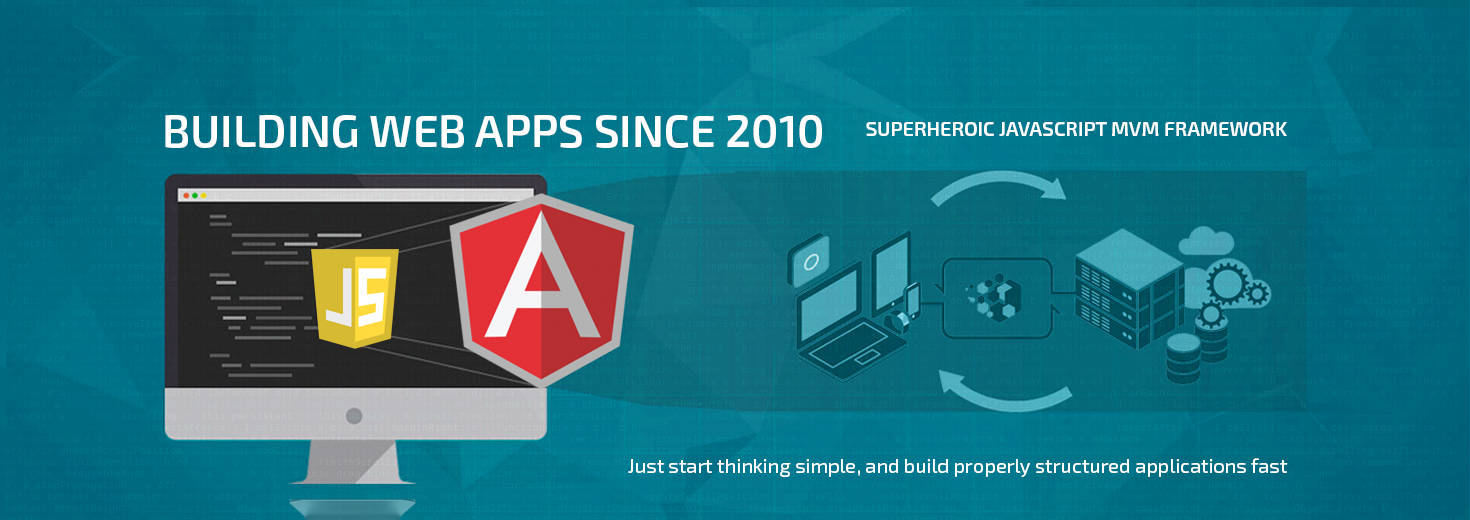 BUILDING WEB APPS SINCE 2010
SUPERHEROIC JAVASCRIPT MVM FRAMEWORK
JS
A
Just start thinking simple, and build properly structured applications fast